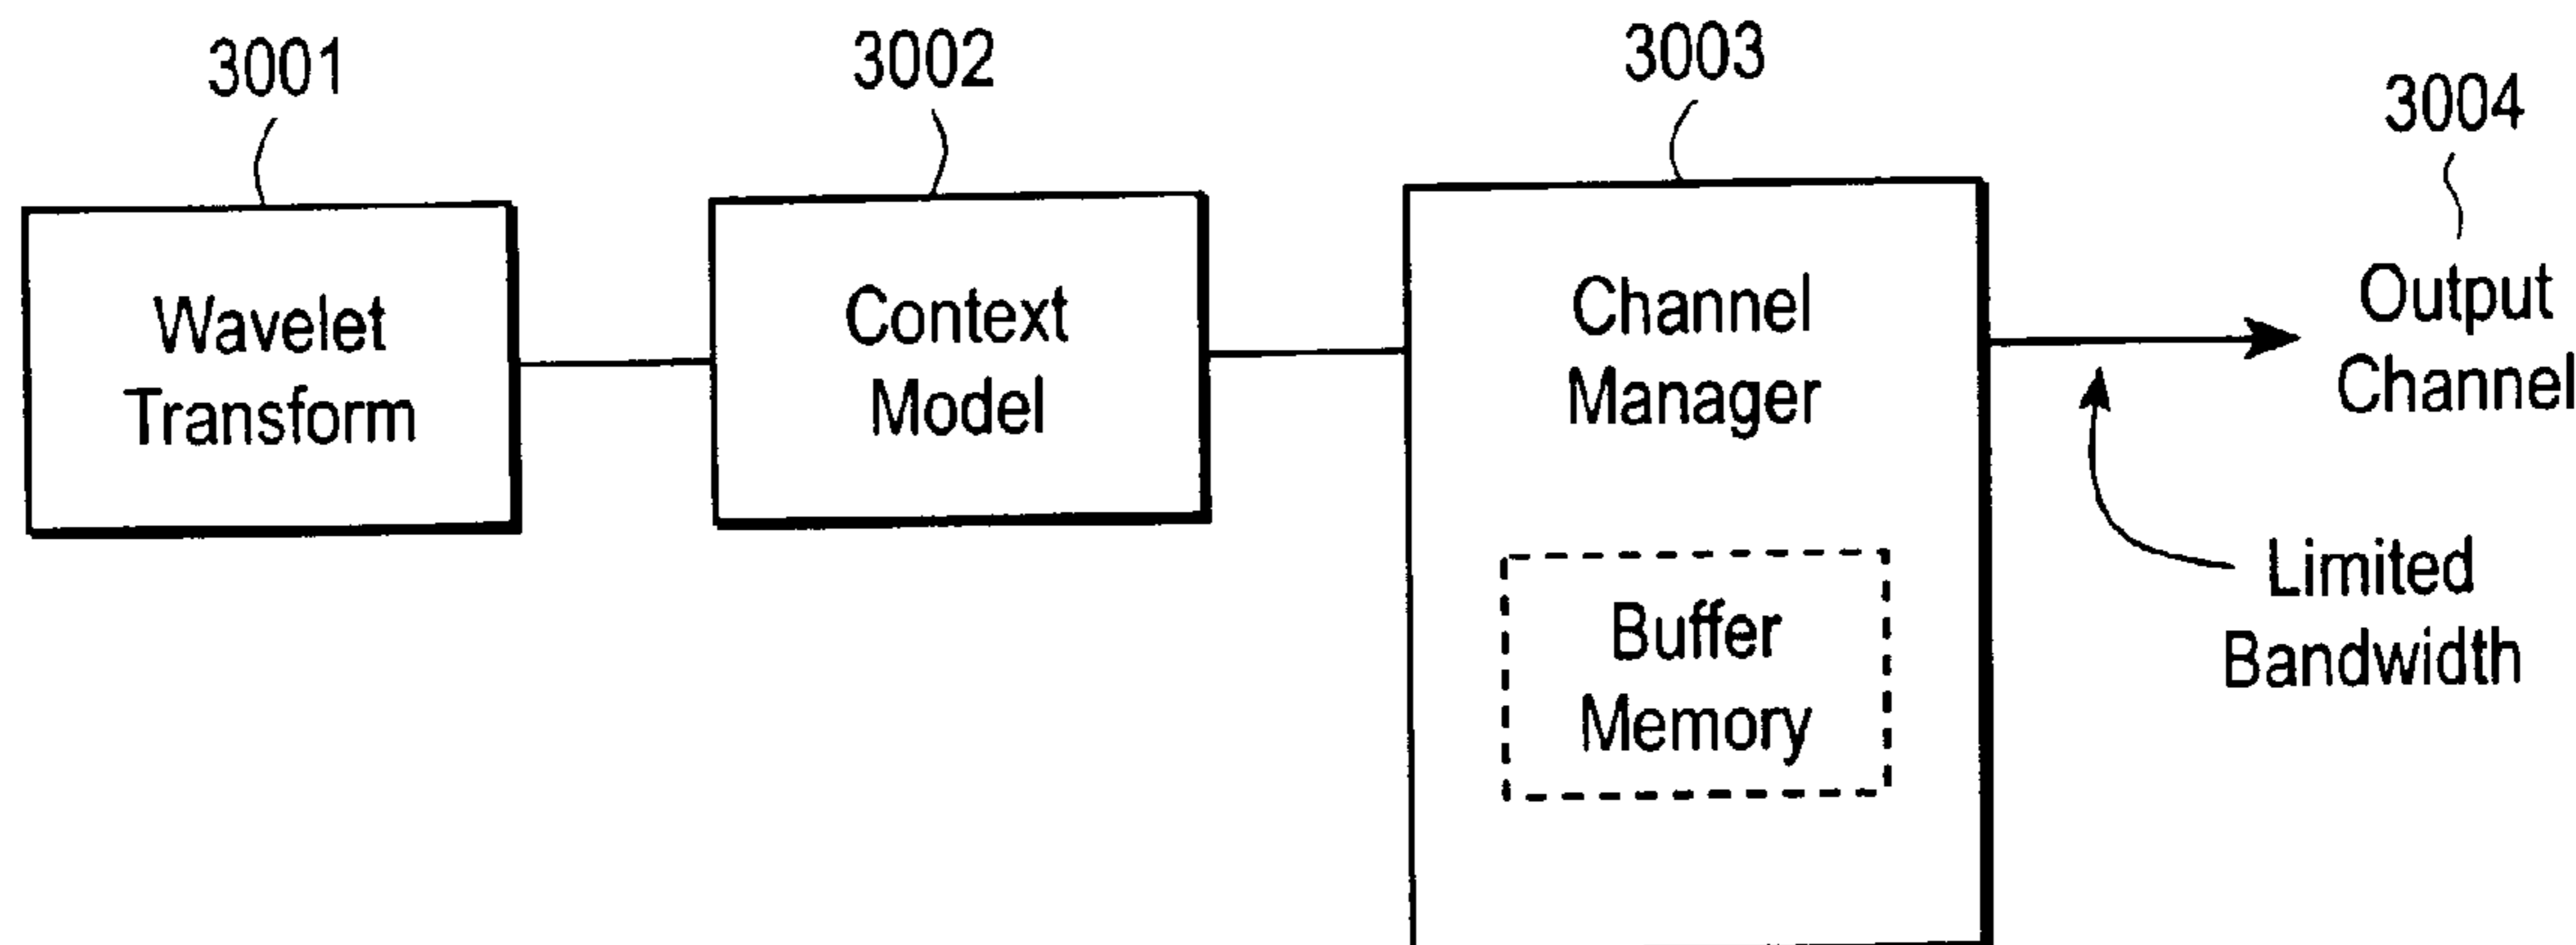 3001
3002
3003
3004
Wavelet
Transform
Context
Model
Channel
Manager
Buffer
Memory
Output
Channel
Limited
Bandwidth